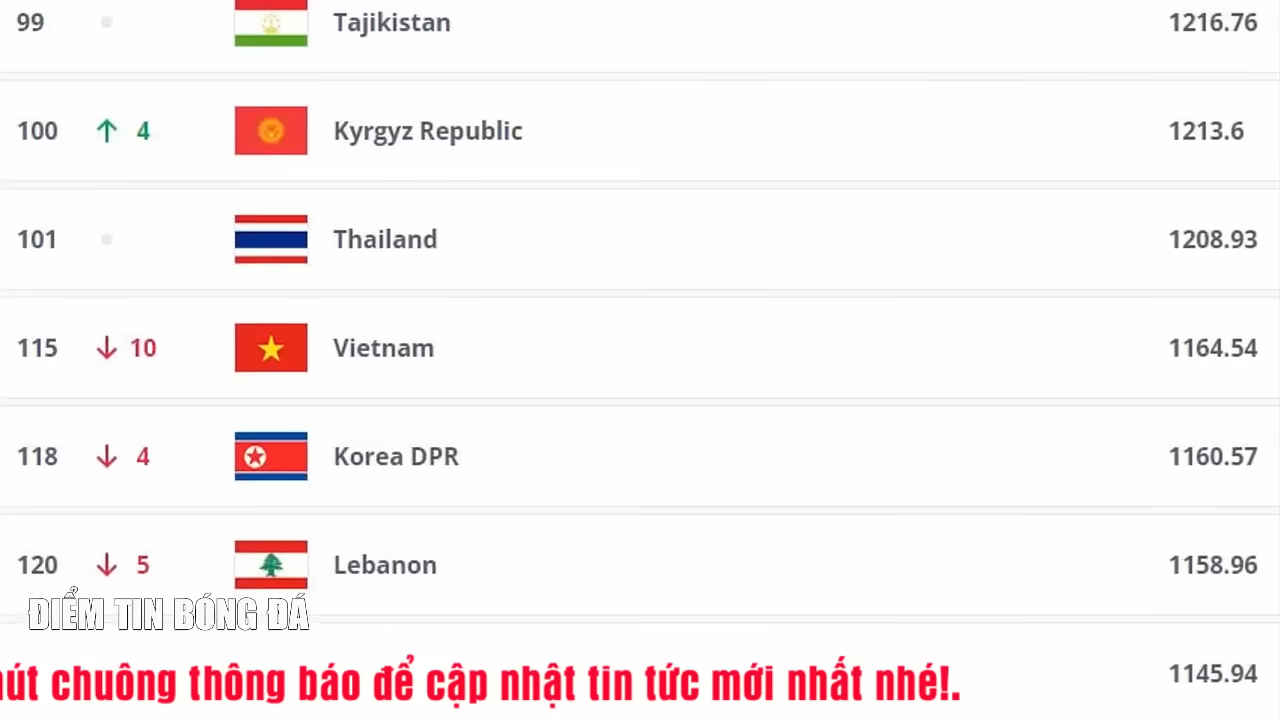 99 Tajikistan 1216.76
100 4 Kyrgyz Republic 1213.6
101 Thailand 1208.93
115 10 Vietnam 1164.54
118 4 Korea DPR 1160.57
120 5 Lebanon 1158.96
ĐIỂM TIN BÓNG ĐÁ
1145.94
chuông thông báo để cập nhật tin tức mới nhất nhé!.